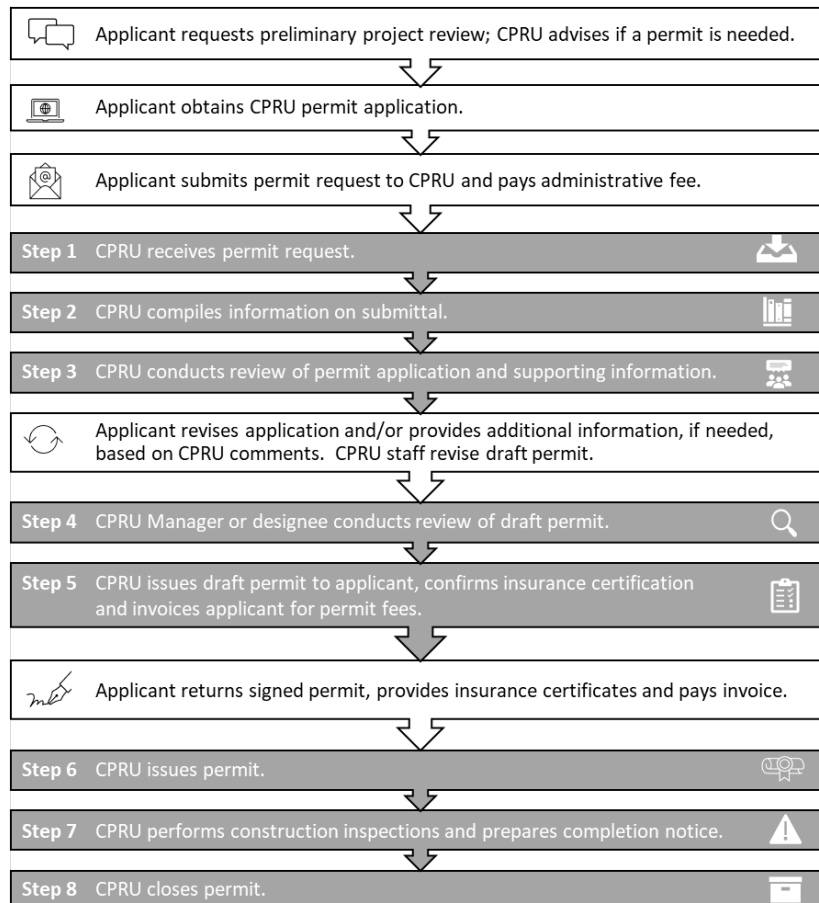 Applicant requests preliminary project review; CPRU advises if a permit is needed.
Applicant obtains CPRU permit application.
Applicant submits permit request to CPRU and pays administrative fee.
Step 1 CPRU receives permit request.
Step 2 CPRU compiles information on submittal.
Step 3 CPRU conducts review of permit application and supporting information.
Applicant revises application and/or provides additional information, if needed,
based on CPRU comments. CPRU staff revise draft permit.
Step 4 CPRU Manager or designee conducts review of draft permit.
Step 5 CPRU issues draft permit to applicant, confirms insurance certification
and invoices applicant for permit fees.
Applicant returns signed permit, provides insurance certificates and pays invoice.
Step 6 CPRU issues permit.
Step 7 CPRU performs construction inspections and prepares completion notice.
Step 8 CPRU closes permit.